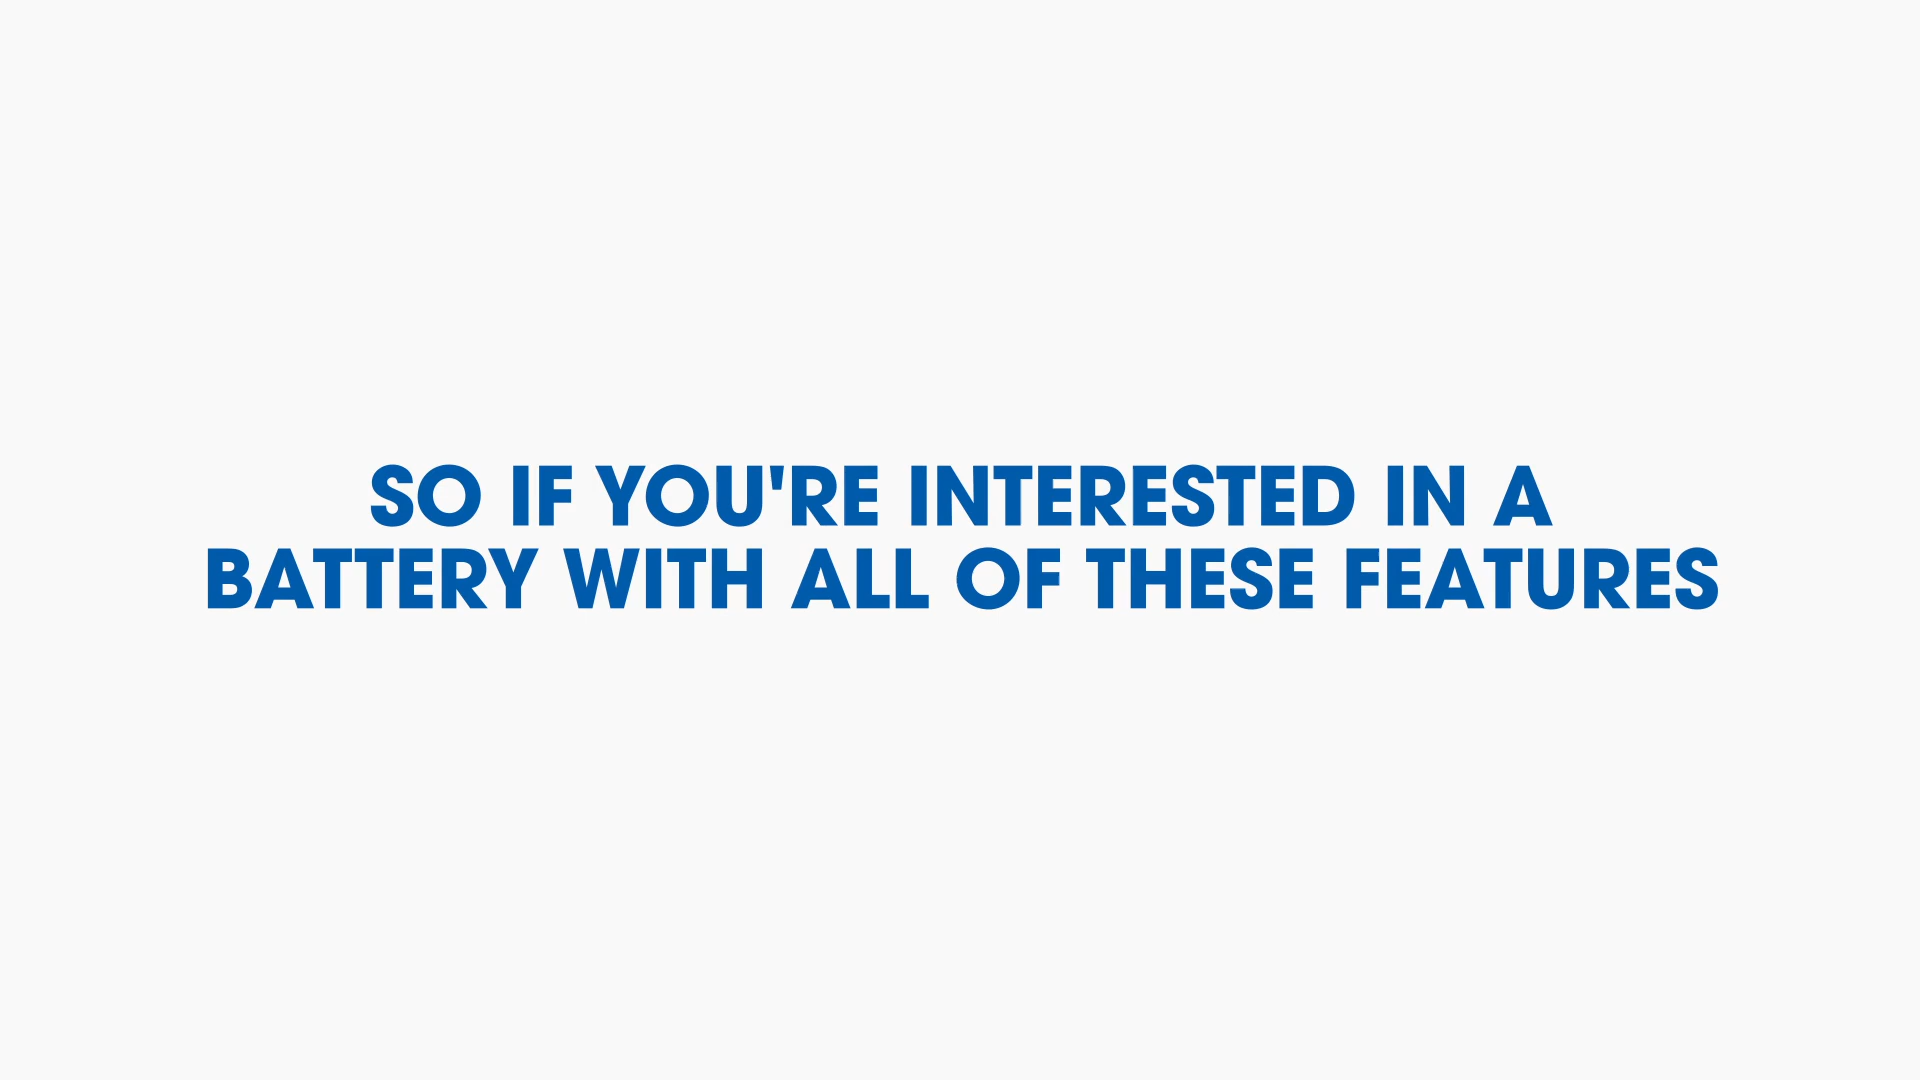 SO IF YOU'RE INTERESTED IN A
BATTERY WITH ALL OF THESE FEATURES